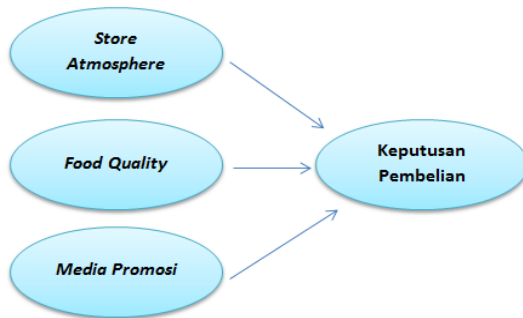 Store
Atmosphere
Food Quality
Keputusan
Pembelian
Media Promosi